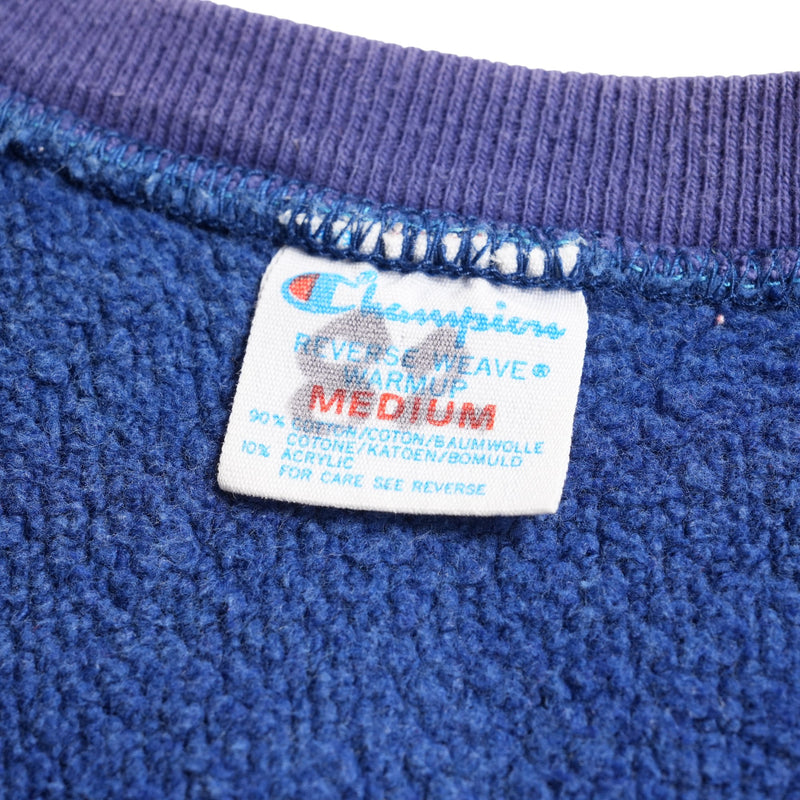 Champion
REVERSE WEAVE®
WARMUP
MEDIUM
90% COTTON/COTON/BAUMWOLLE
COTONE/KATOEN/BOMULD
10% ACRYLIC
FOR CARE SEE REVERSE